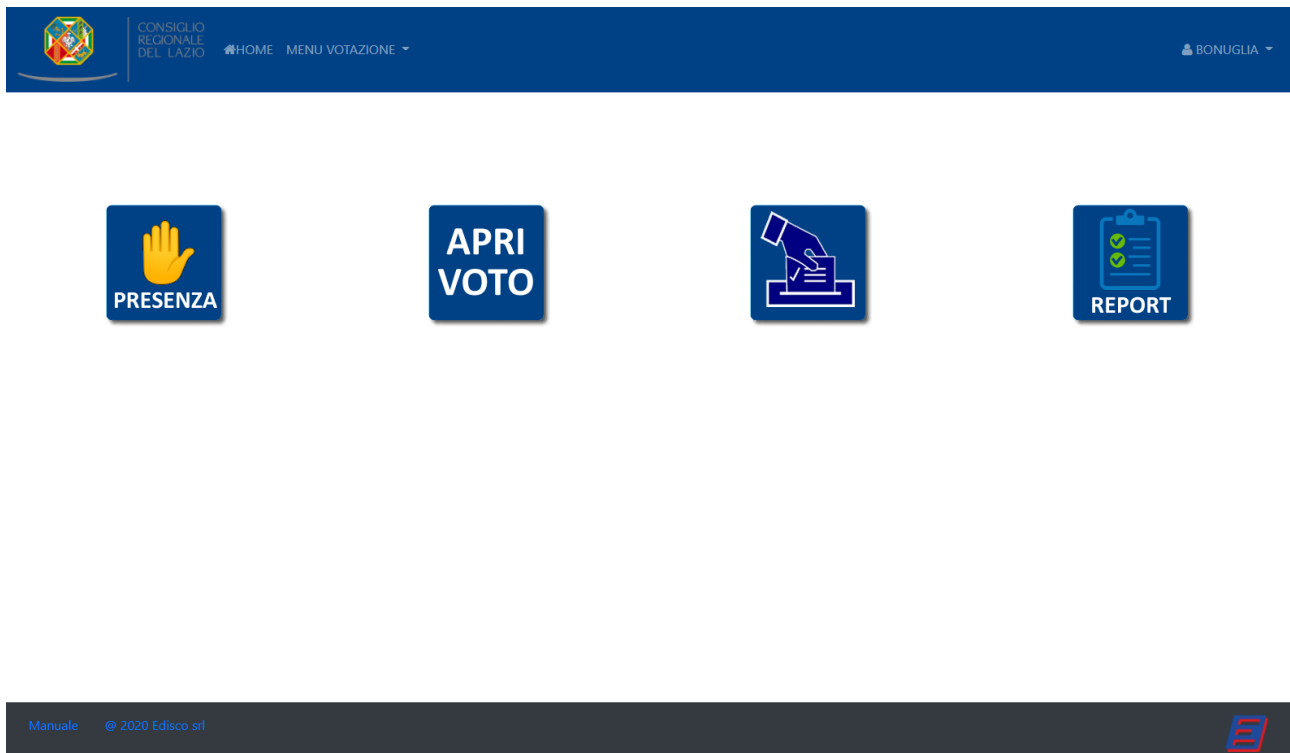 CONSIGLIO
REGIONALE
DEL LAZIO
HOME MENU VOTAZIONE
BONUGLIA
PRESENZA
APRI
VOTO
REPORT
Manuale @ 2020 Edisco srl